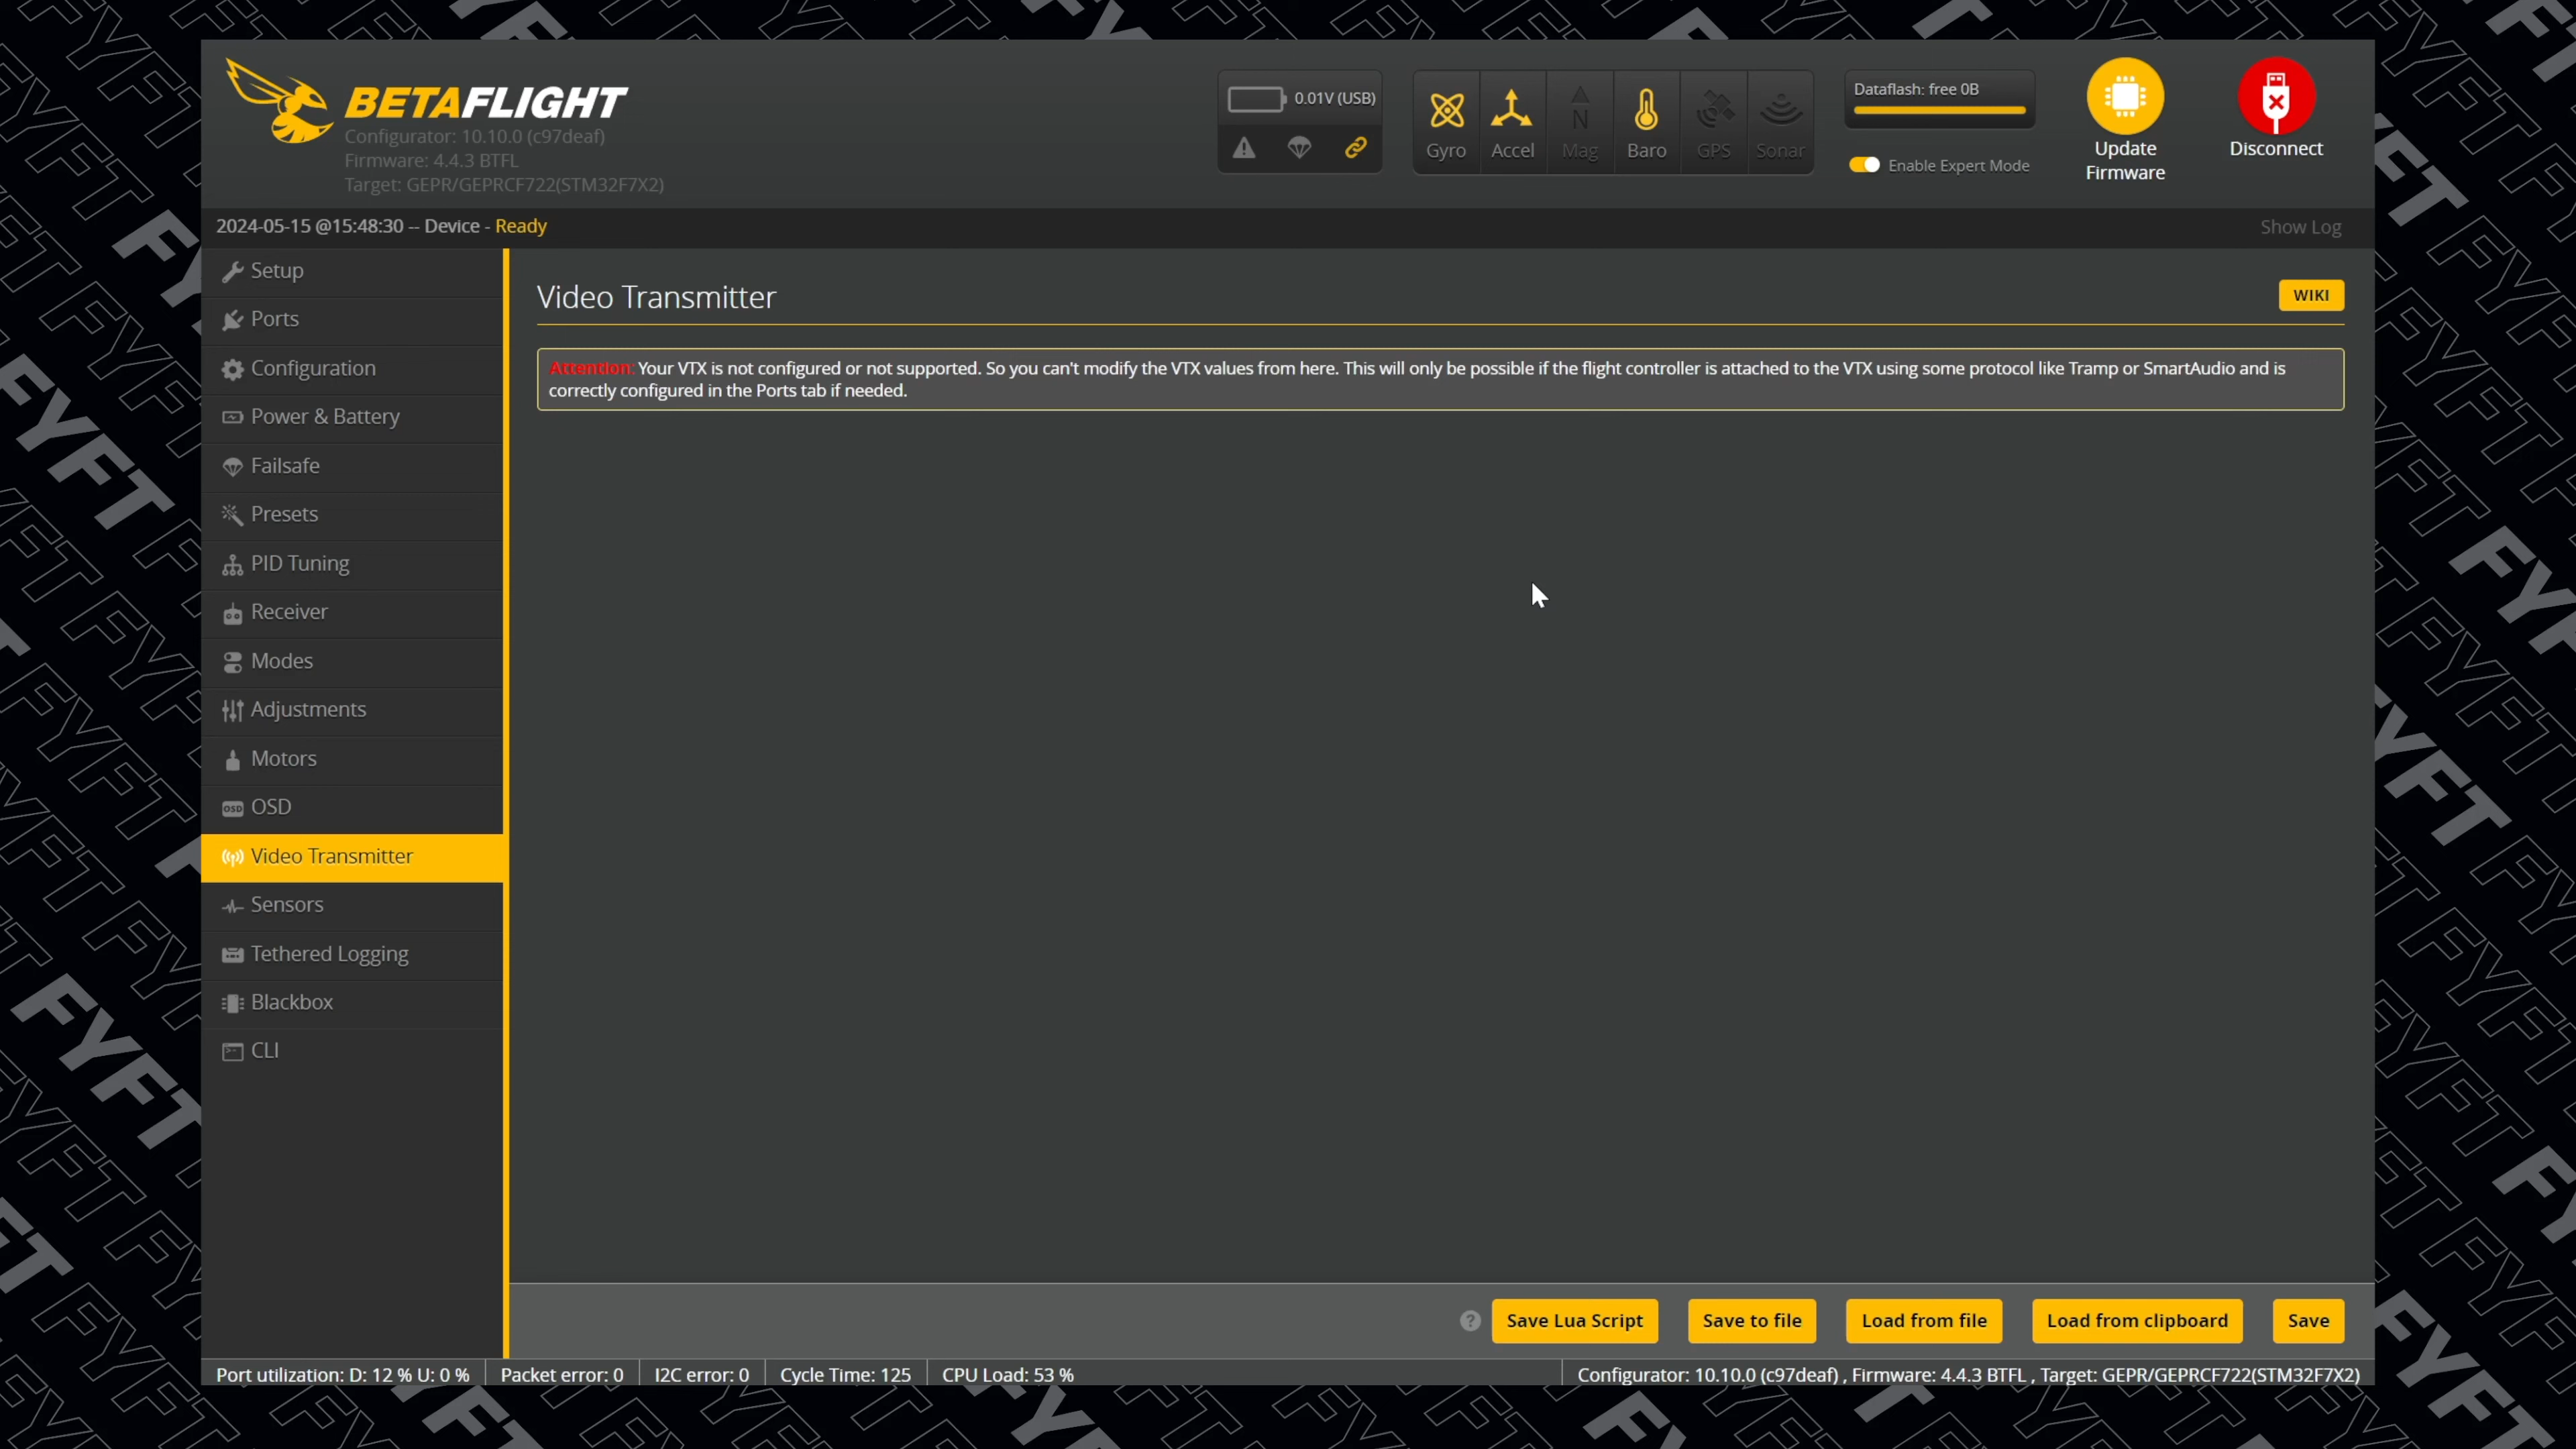 BETAFLIGHT
Configurator: 10.10.0 (c97deaf)
Firmware: 4.4.3 BTFL
Target: GEPR/GEPRCF722(STM32F7X2)
0.01V (USB)
Gyro
Accel
N
Mag
Baro
GPS
Sonar
Dataflash: free 0B
Enable Expert Mode
Update
Firmware
Disconnect
2024-05-15 @15:48:30 -- Device - Ready
Show Log
Setup
Ports
Configuration
Power & Battery
Failsafe
Presets
PID Tuning
Receiver
Modes
Adjustments
Motors
OSD OSD
Video Transmitter
Sensors
Tethered Logging
Blackbox
CLI
Video Transmitter
WIKI
Attention: Your VTX is not configured or not supported. So you can't modify the VTX values from here. This will only be possible if the flight controller is attached to the VTX using some protocol like Tramp or SmartAudio and is
correctly configured in the Ports tab if needed.
? Save Lua Script
Save to file
Load from file
Load from clipboard
Save
Port utilization: D: 12 % U: 0 %
Packet error: 0
I2C error: 0
Cycle Time: 125
CPU Load: 53 %
Configurator: 10.10.0 (c97deaf) , Firmware: 4.4.3 BTFL , Target: GEPR/GEPRCF722(STM32F7X2)
FYFT